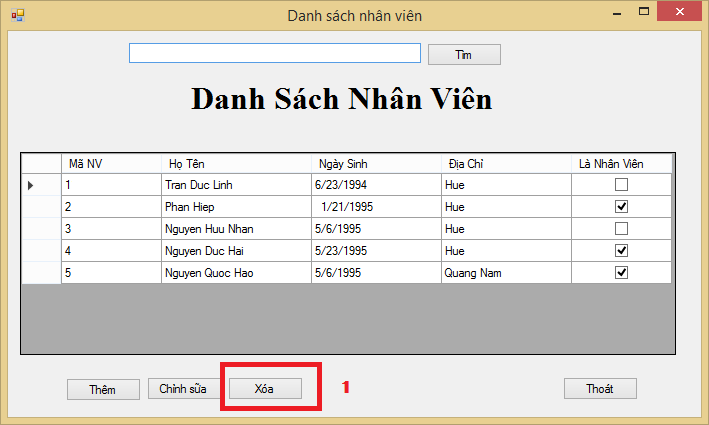 Danh sách nhân viên
Tìm
Danh Sách Nhân Viên
Mã NV Họ Tên Ngày Sinh Địa Chỉ Là Nhân Viên
1 Tran Duc Linh 6/23/1994 Hue
2 Phan Hiep 1/21/1995 Hue
3 Nguyen Huu Nhan 5/6/1995 Hue
4 Nguyen Duc Hai 5/23/1995 Hue
5 Nguyen Quoc Hao 5/6/1995 Quang Nam
Thêm Chỉnh sữa Xóa 1 Thoát